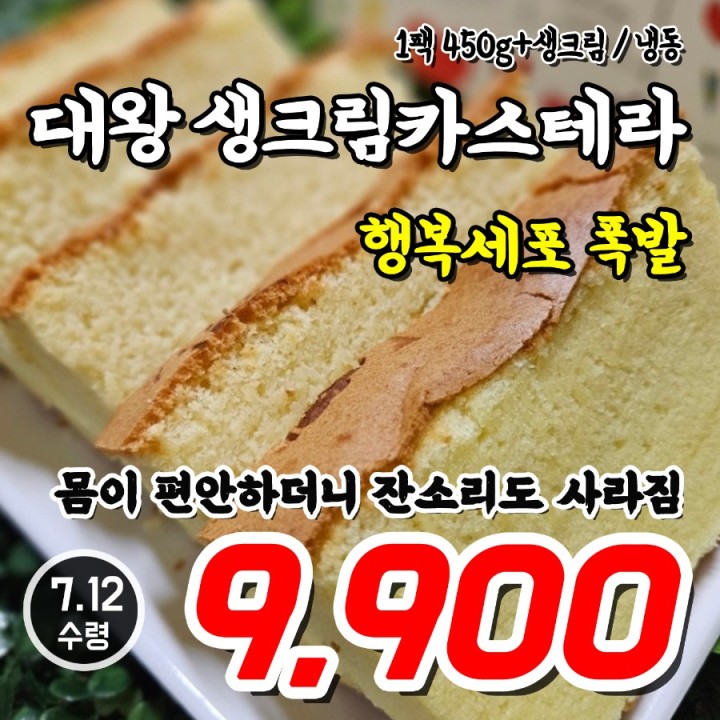 1팩 450g+생크림 / 냉동
대왕 생크림카스테라
행복세포 폭발
몸이 편안하더니 잔소리도 사라짐
7.12
수령
9.900